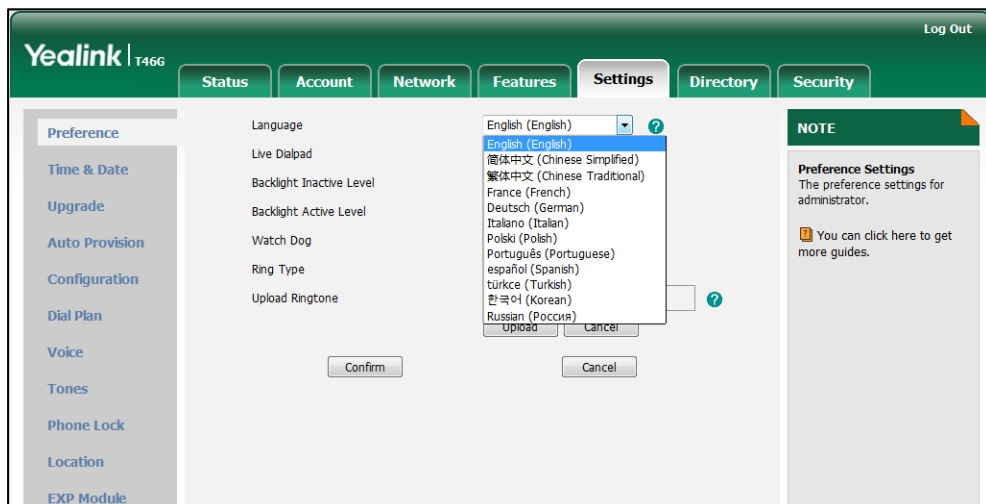 Log Out
Yealink T46G
Status Account Network Features Settings Directory Security
Preference
Time & Date
Upgrade
Auto Provision
Configuration
Dial Plan
Voice
Tones
Phone Lock
Location
EXP Module
Language English (English)
Live Dialpad
Backlight Inactive Level
Backlight Active Level
Watch Dog
Ring Type
Upload Ringtone
English (English)
简体中文 (Chinese Simplified)
繁体中文 (Chinese Traditional)
France (French)
Deutsch (German)
Italiano (Italian)
Polski (Polish)
Português (Portuguese)
español (Spanish)
türkce (Turkish)
한국어 (Korean)
Russian (Россия)
Upload Cancel
Confirm Cancel
NOTE
Preference Settings
The preference settings for
administrator.
You can click here to get
more guides.